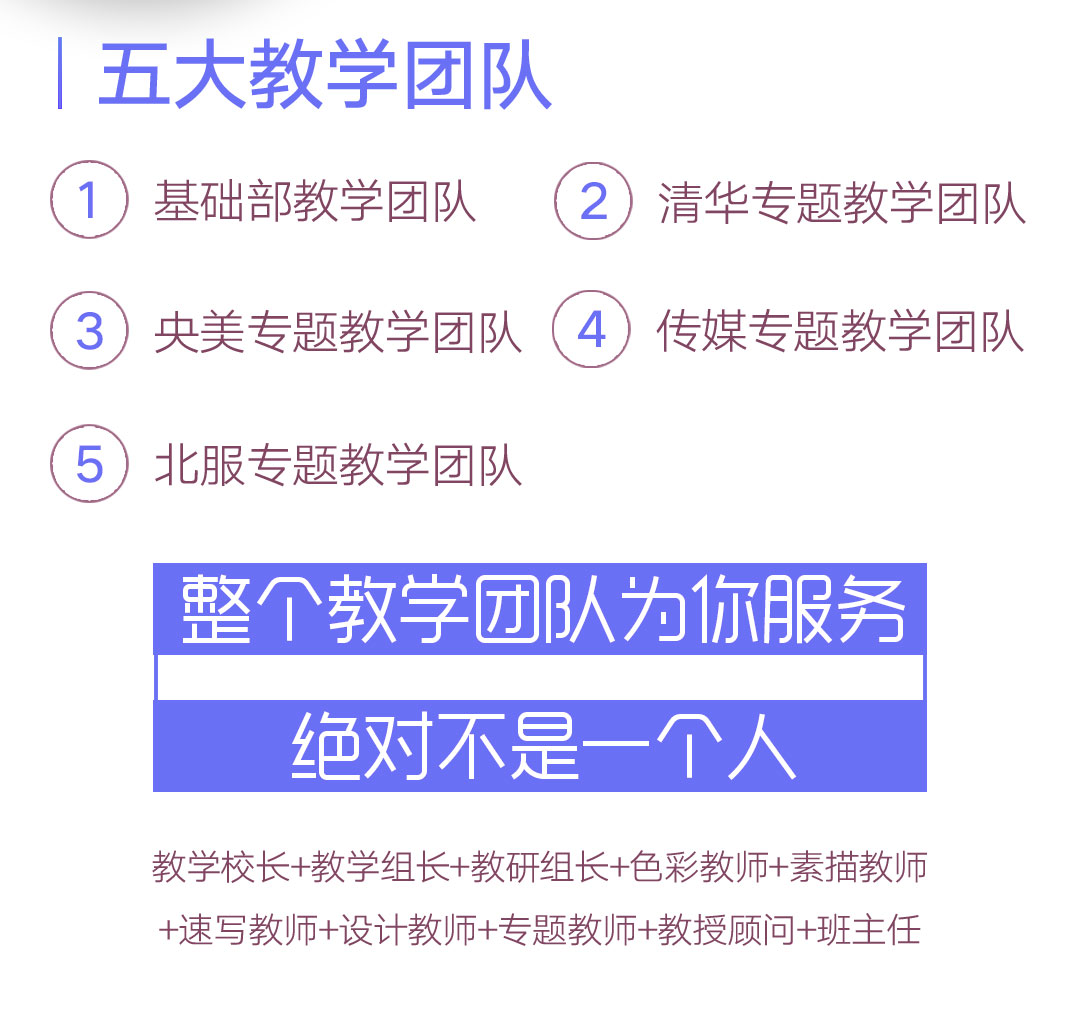 五大教学团队
1 基础部教学团队
2 清华专题教学团队
3 央美专题教学团队
4 传媒专题教学团队
5 北服专题教学团队
整个教学团队为你服务
绝对不是一个人
教学校长+教学组长+教研组长+色彩教师+素描教师
+速写教师+设计教师+专题教师+教授顾问+班主任